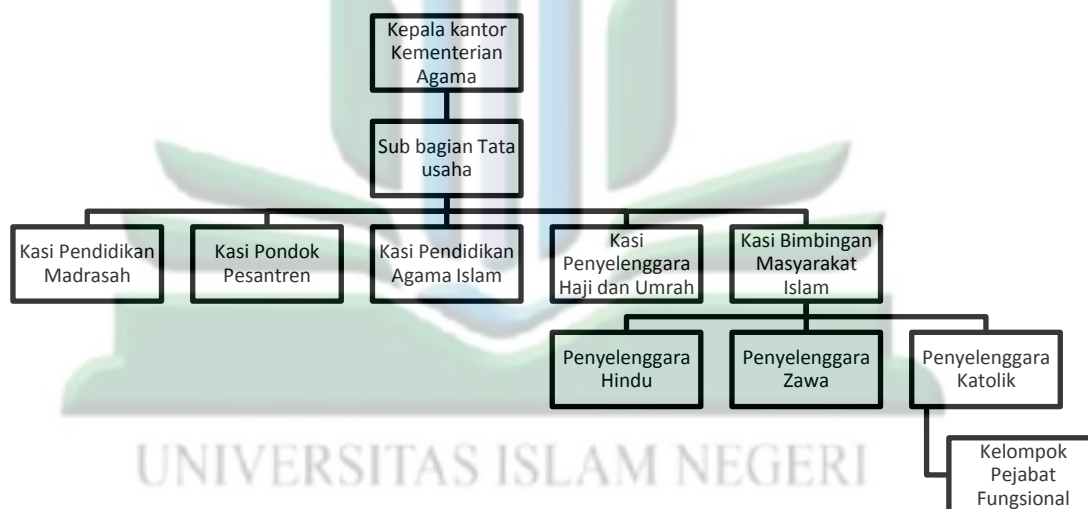 Kepala kantor
Kementerian
Agama
Sub bagian Tata
usaha
Kasi Pendidikan
Madrasah
Kasi Pondok
Pesantren
Kasi Pendidikan
Agama Islam
Kasi
Penyelenggara
Haji dan Umrah
Kasi Bimbingan
Masyarakat
Islam
Penyelenggara
Hindu
Penyelenggara
Zawa
Penyelenggara
Katolik
Kelompok
Pejabat
Fungsional
UNIVERSITAS ISLAM NEGERI